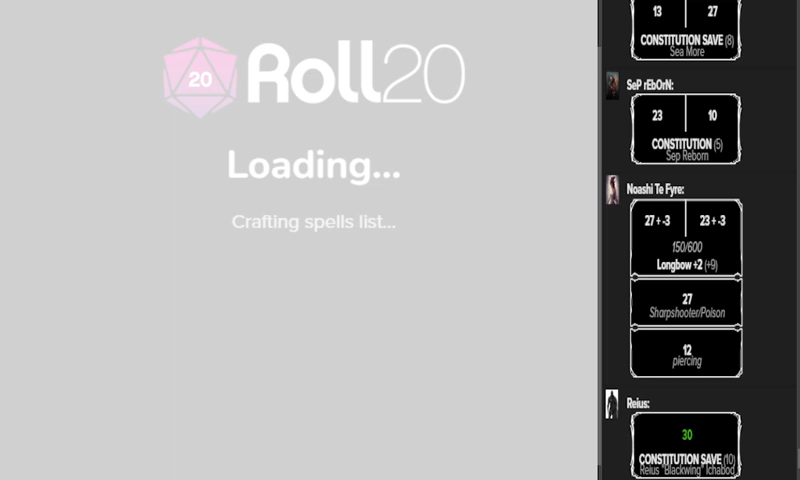 20
Roll20
Loading...
Crafting spells list...
13 27
CONSTITUTION SAVE (8)
Sea More
SeP rEbOrN:
23 10
CONSTITUTION (5)
Sep Reborn
Noashi Te Fyre:
27 + -3 23 + -3
150/600
Longbow +2 (+9)
27
Sharpshooter/Poison
12
piercing
Reius:
30
CONSTITUTION SAVE (10)
Reius "Blackwing" Ichabod